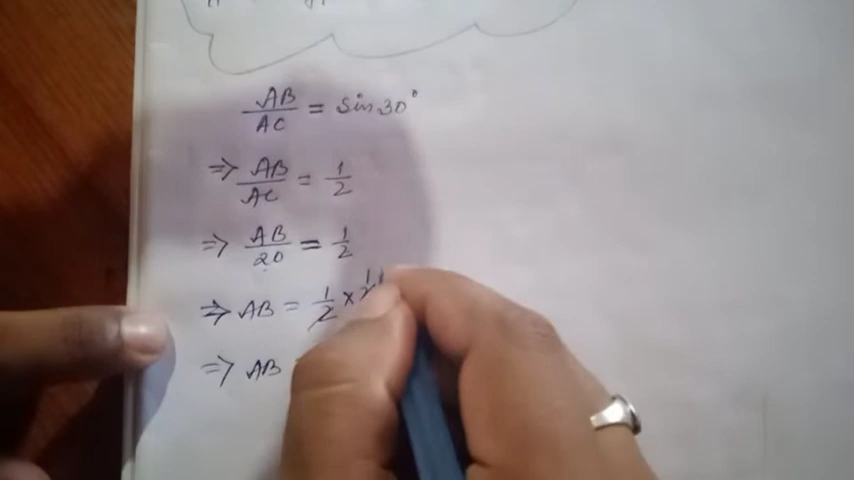 AB/AC = Sin 30°
⇒ AB/AC = 1/2
⇒ AB/20 = 1/2
⇒ AB = 1/2 ×
⇒ AB